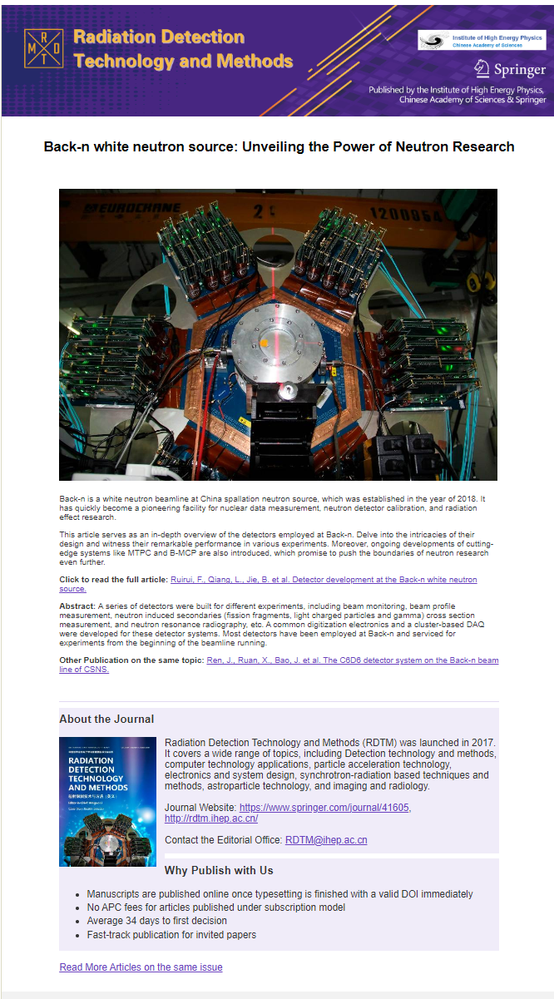 M R D T
Radiation Detection
Technology and Methods
Institute of High Energy Physics
Chinese Academy of Sciences
Springer
Published by the Institute of High Energy Physics,
Chinese Academy of Sciences & Springer
Back-n white neutron source: Unveiling the Power of Neutron Research
EUROCRANE
2
1200954
Back-n is a white neutron beamline at China spallation neutron source, which was established in the year of 2018. It
has quickly become a pioneering facility for nuclear data measurement, neutron detector calibration, and radiation
effect research.
This article serves as an in-depth overview of the detectors employed at Back-n. Delve into the intricacies of their
design and witness their remarkable performance in various experiments. Moreover, ongoing developments of cutting-
edge systems like MTPC and B-MCP are also introduced, which promise to push the boundaries of neutron research
even further.
Click to read the full article: Ruirui, F., Qiang, L., Jie, B. et al. Detector development at the Back-n white neutron
source.
Abstract: A series of detectors were built for different experiments, including beam monitoring, beam profile
measurement, neutron induced secondaries (fission fragments, light charged particles and gamma) cross section
measurement, and neutron resonance radiography, etc. A common digitization electronics and a cluster-based DAQ
were developed for these detector systems. Most detectors have been employed at Back-n and serviced for
experiments from the beginning of the beamline running.
Other Publication on the same topic: Ren, J., Ruan, X., Bao, J. et al. The C6D6 detector system on the Back-n beam
line of CSNS.
About the Journal
RADIATION
DETECTION
TECHNOLOGY
AND METHODS
Radiation Detection Technology and Methods (RDTM) was launched in 2017.
It covers a wide range of topics, including Detection technology and methods,
computer technology applications, particle acceleration technology,
electronics and system design, synchrotron-radiation based techniques and
methods, astroparticle technology, and imaging and radiology.
Journal Website: https://www.springer.com/journal/41605,
http://rdtm.ihep.ac.cn/
Contact the Editorial Office: RDTM@ihep.ac.cn
Why Publish with Us
• Manuscripts are published online once typesetting is finished with a valid DOI immediately
• No APC fees for articles published under subscription model
• Average 34 days to first decision
• Fast-track publication for invited papers
Read More Articles on the same issue